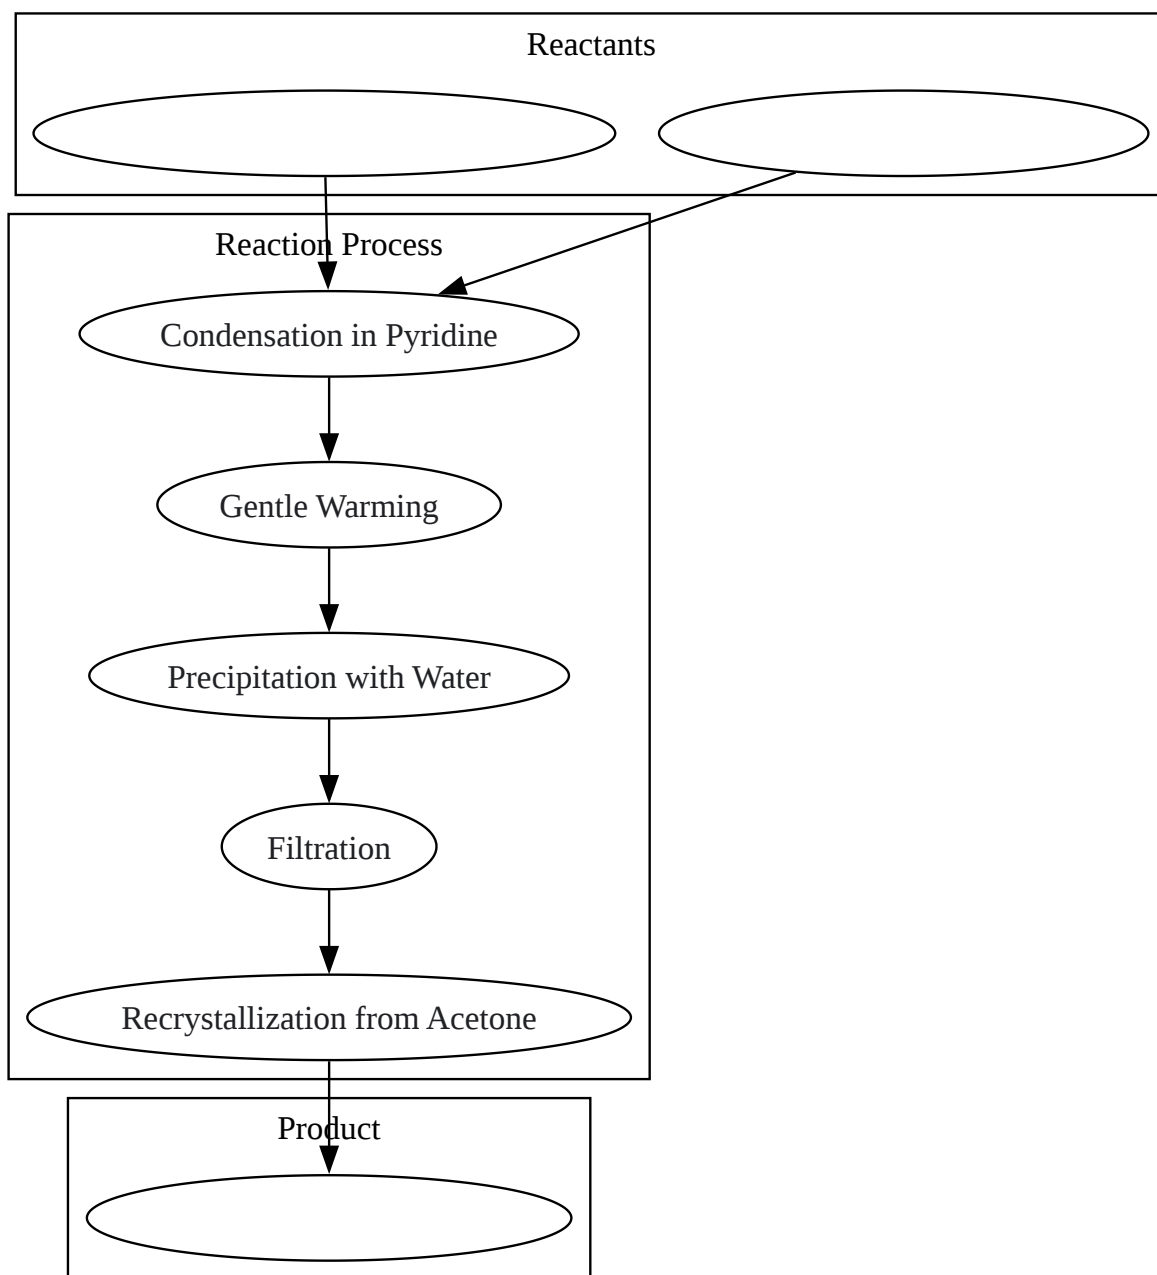 Reactants
Reaction Process
Condensation in Pyridine
Gentle Warming
Precipitation with Water
Filtration
Recrystallization from Acetone
Product